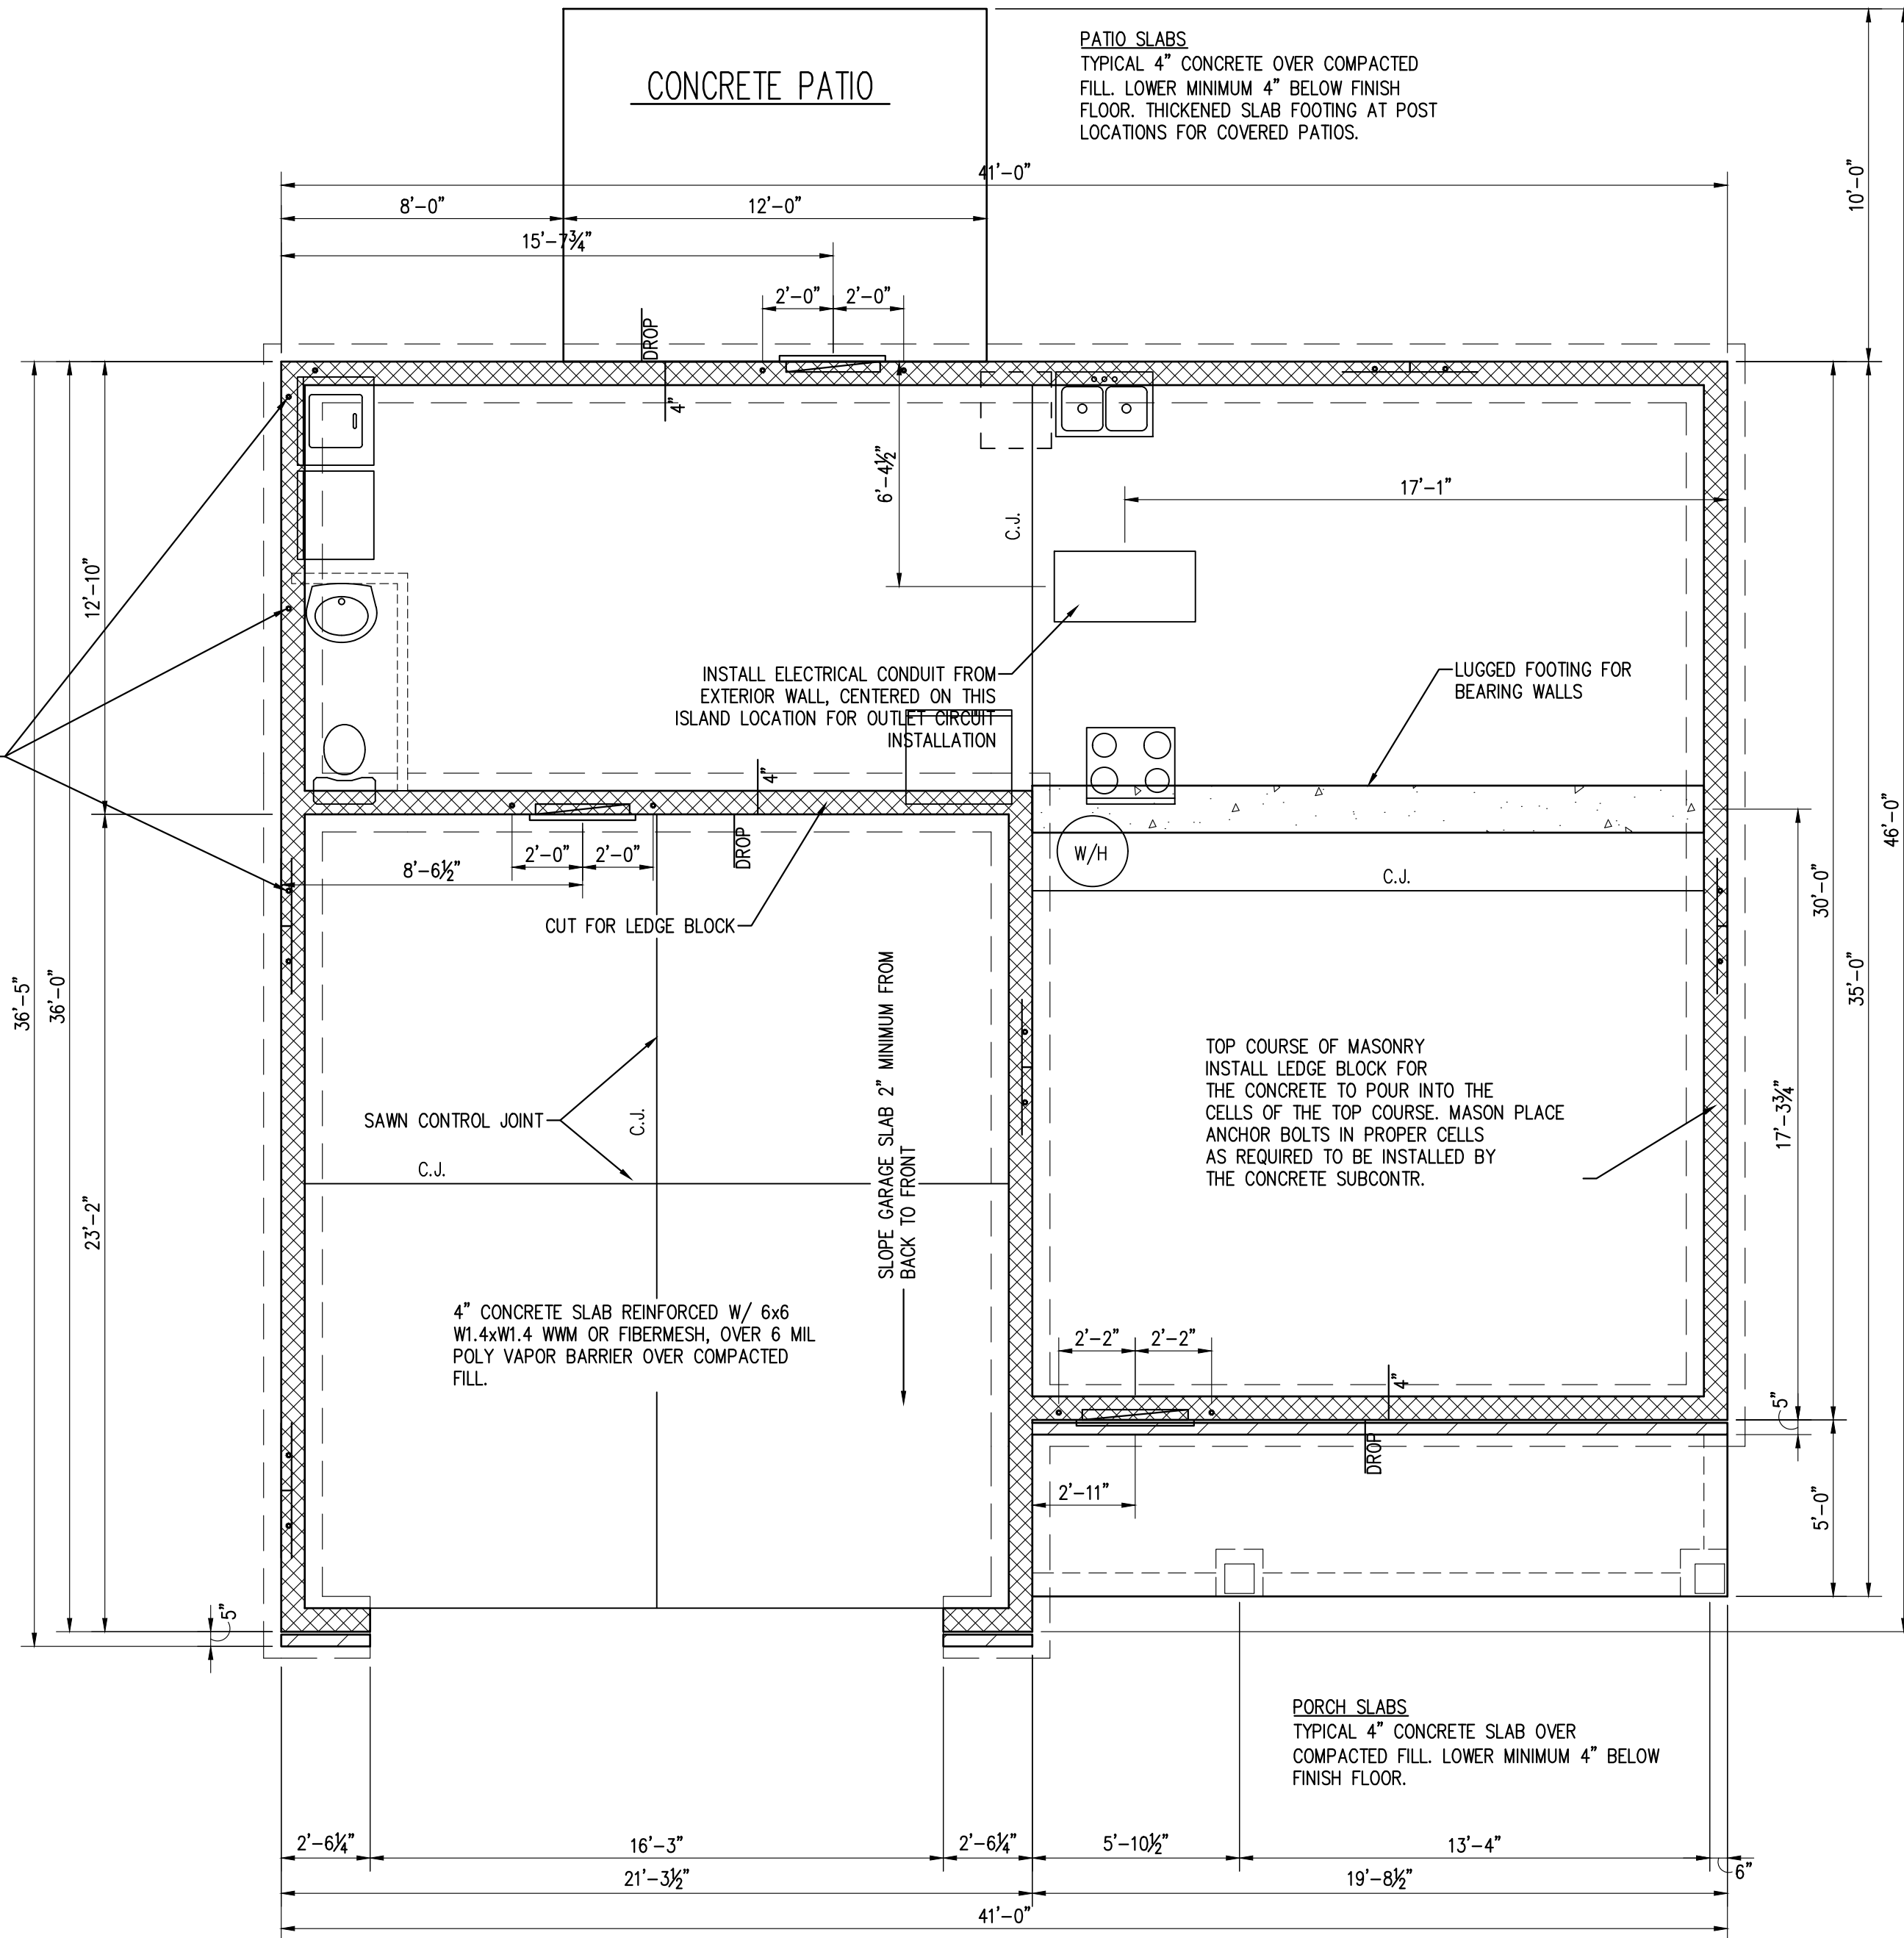 CONCRETE PATIO
PATIO SLABS
TYPICAL 4” CONCRETE OVER COMPACTED
FILL. LOWER MINIMUM 4” BELOW FINISH
FLOOR. THICKENED SLAB FOOTING AT POST
LOCATIONS FOR COVERED PATIOS.
41'-0”
8'-0”
12'-0”
10'-0”
15'-7¾”
2'-0”
2'-0”
DROP
4”
6'-4½”
17'-1”
C.J.
12'-10”
INSTALL ELECTRICAL CONDUIT FROM
EXTERIOR WALL, CENTERED ON THIS
ISLAND LOCATION FOR OUTLET CIRCUIT
INSTALLATION
LUGGED FOOTING FOR
BEARING WALLS
4”
DROP
2'-0”
2'-0”
8'-6½”
W/H
C.J.
CUT FOR LEDGE BLOCK
36'-5”
36'-0”
46'-0”
30'-0”
35'-0”
17'-3¾”
SLOPE GARAGE SLAB 2” MINIMUM FROM
BACK TO FRONT
TOP COURSE OF MASONRY
INSTALL LEDGE BLOCK FOR
THE CONCRETE TO POUR INTO THE
CELLS OF THE TOP COURSE. MASON PLACE
ANCHOR BOLTS IN PROPER CELLS
AS REQUIRED TO BE INSTALLED BY
THE CONCRETE SUBCONTR.
SAWN CONTROL JOINT
C.J.
C.J.
23'-2”
4” CONCRETE SLAB REINFORCED W/ 6x6
W1.4xW1.4 WWM OR FIBERMESH, OVER 6 MIL
POLY VAPOR BARRIER OVER COMPACTED
FILL.
2'-2”
2'-2”
4”
5”
DROP
2'-11”
5'-0”
5”
PORCH SLABS
TYPICAL 4” CONCRETE SLAB OVER
COMPACTED FILL. LOWER MINIMUM 4” BELOW
FINISH FLOOR.
2'-6¼”
16'-3”
2'-6¼”
5'-10½”
13'-4”
6”
21'-3½”
19'-8½”
41'-0”